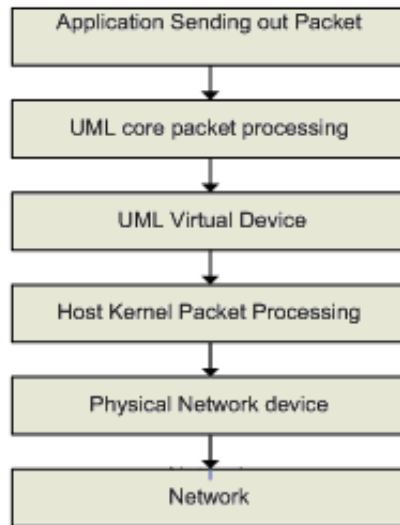 Application Sending out Packet
UML core packet processing
UML Virtual Device
Host Kernel Packet Processing
Physical Network device
Network